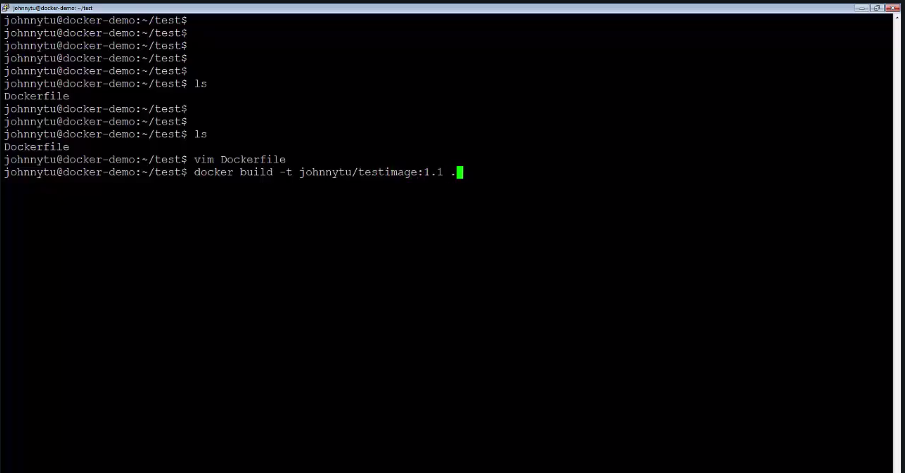 johnnytu@docker-demo: ~/test
johnnytu@docker-demo:~/test$
johnnytu@docker-demo:~/test$
johnnytu@docker-demo:~/test$
johnnytu@docker-demo:~/test$
johnnytu@docker-demo:~/test$
johnnytu@docker-demo:~/test$ ls
Dockerfile
johnnytu@docker-demo:~/test$
johnnytu@docker-demo:~/test$
johnnytu@docker-demo:~/test$ ls
Dockerfile
johnnytu@docker-demo:~/test$ vim Dockerfile
johnnytu@docker-demo:~/test$ docker build -t johnnytu/testimage:1.1 .